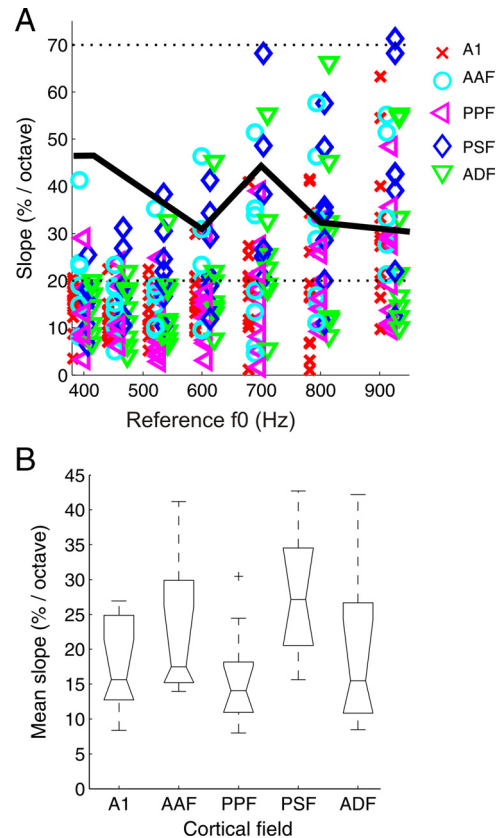 A
70
60
50
40
30
20
10
0
Slope (% / octave)
400 500 600 700 800 900
Reference f0 (Hz)
A1
AAF
PPF
PSF
ADF
B
45
40
35
30
25
20
15
10
5
0
Mean slope (% / octave)
A1 AAF PPF PSF ADF
Cortical field